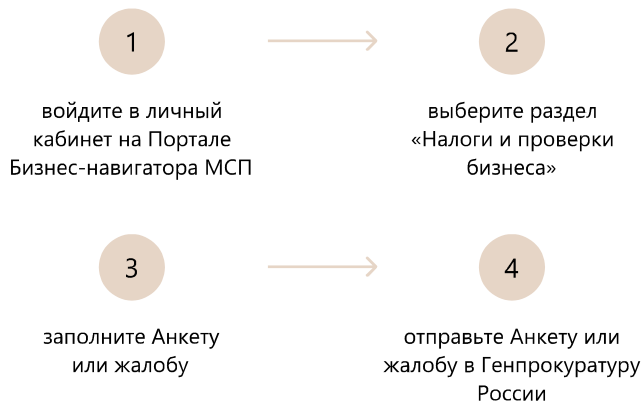 1
войдите в личный
кабинет на Портале
Бизнес-навигатора МСП
2
выберите раздел
«Налоги и проверки
бизнеса»
3
заполните Анкету
или жалобу
4
отправьте Анкету или
жалобу в Генпрокуратуру
России